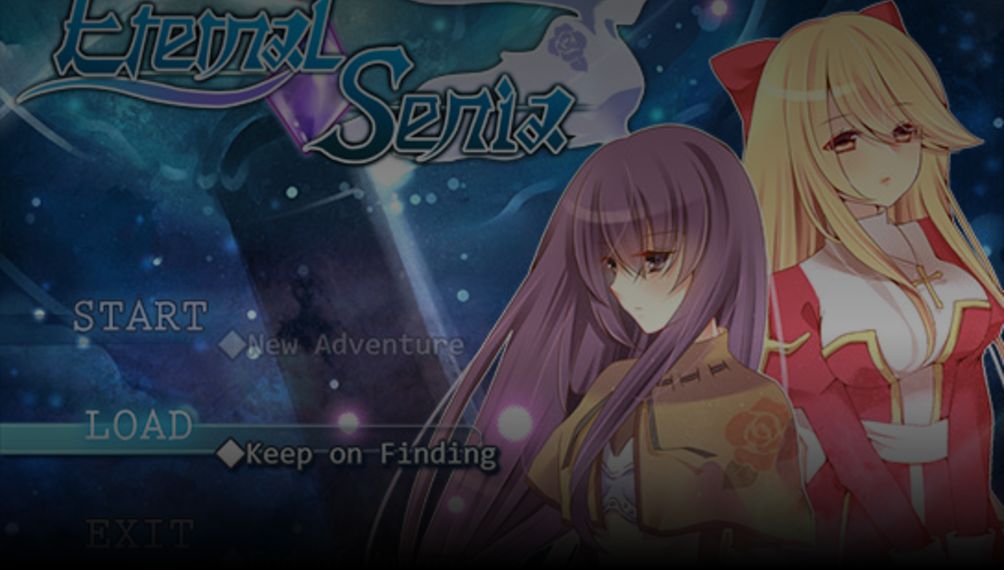 Eternal
Senia
START
◆New Adventure
LOAD
◆Keep on Finding
EXIT